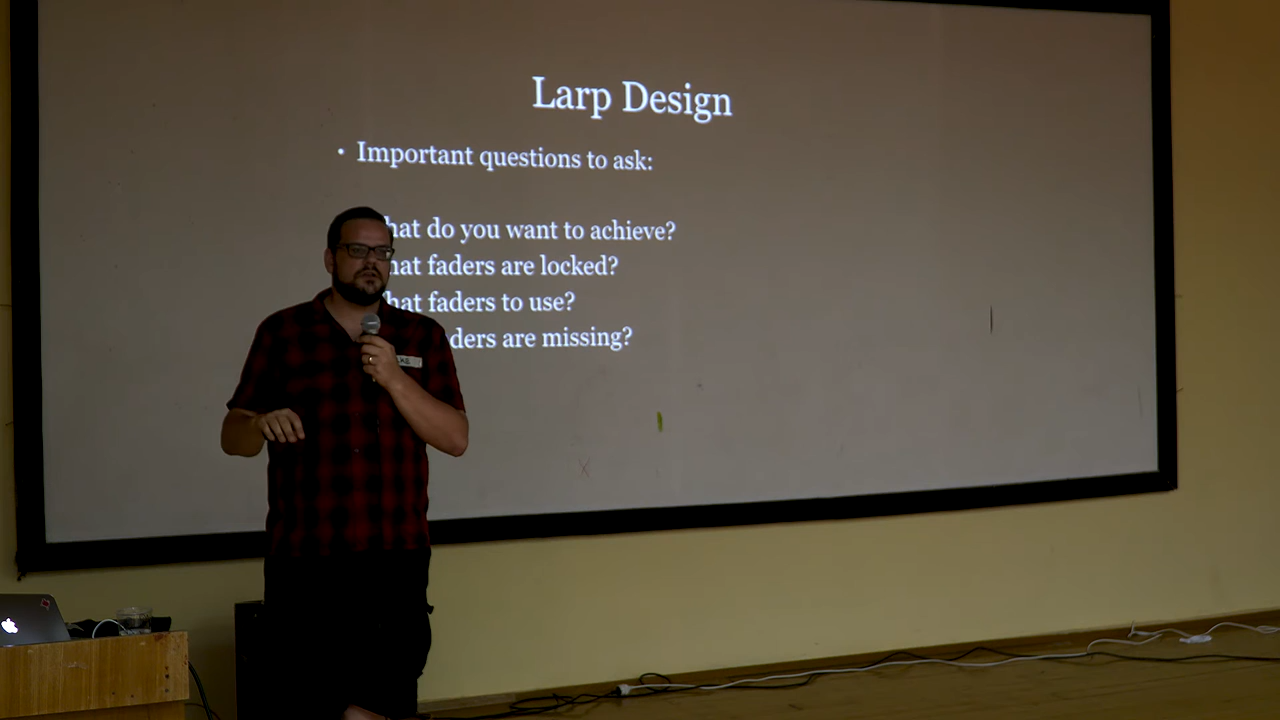 Larp Design
• Important questions to ask:
hat do you want to achieve?
hat faders are locked?
hat faders to use?
ders are missing?